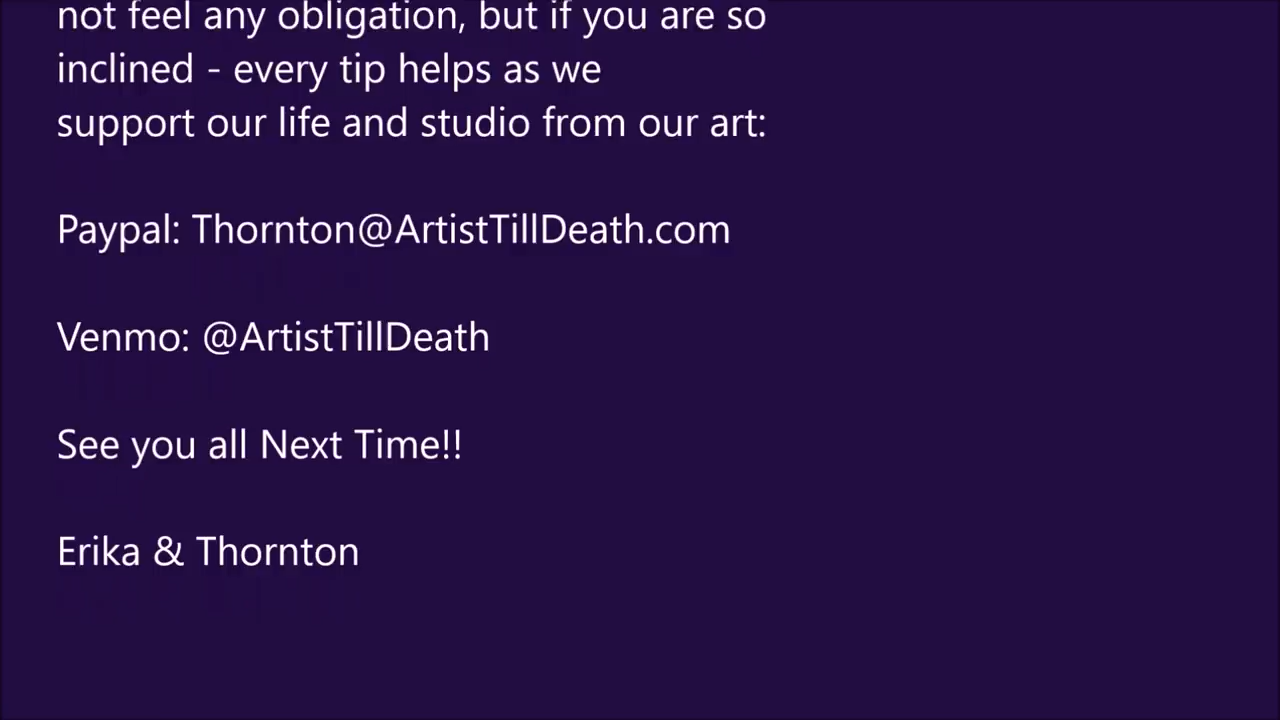 not feel any obligation, but if you are so
inclined - every tip helps as we
support our life and studio from our art:
Paypal: Thornton@ArtistTillDeath.com
Venmo: @ArtistTillDeath
See you all Next Time!!
Erika & Thornton